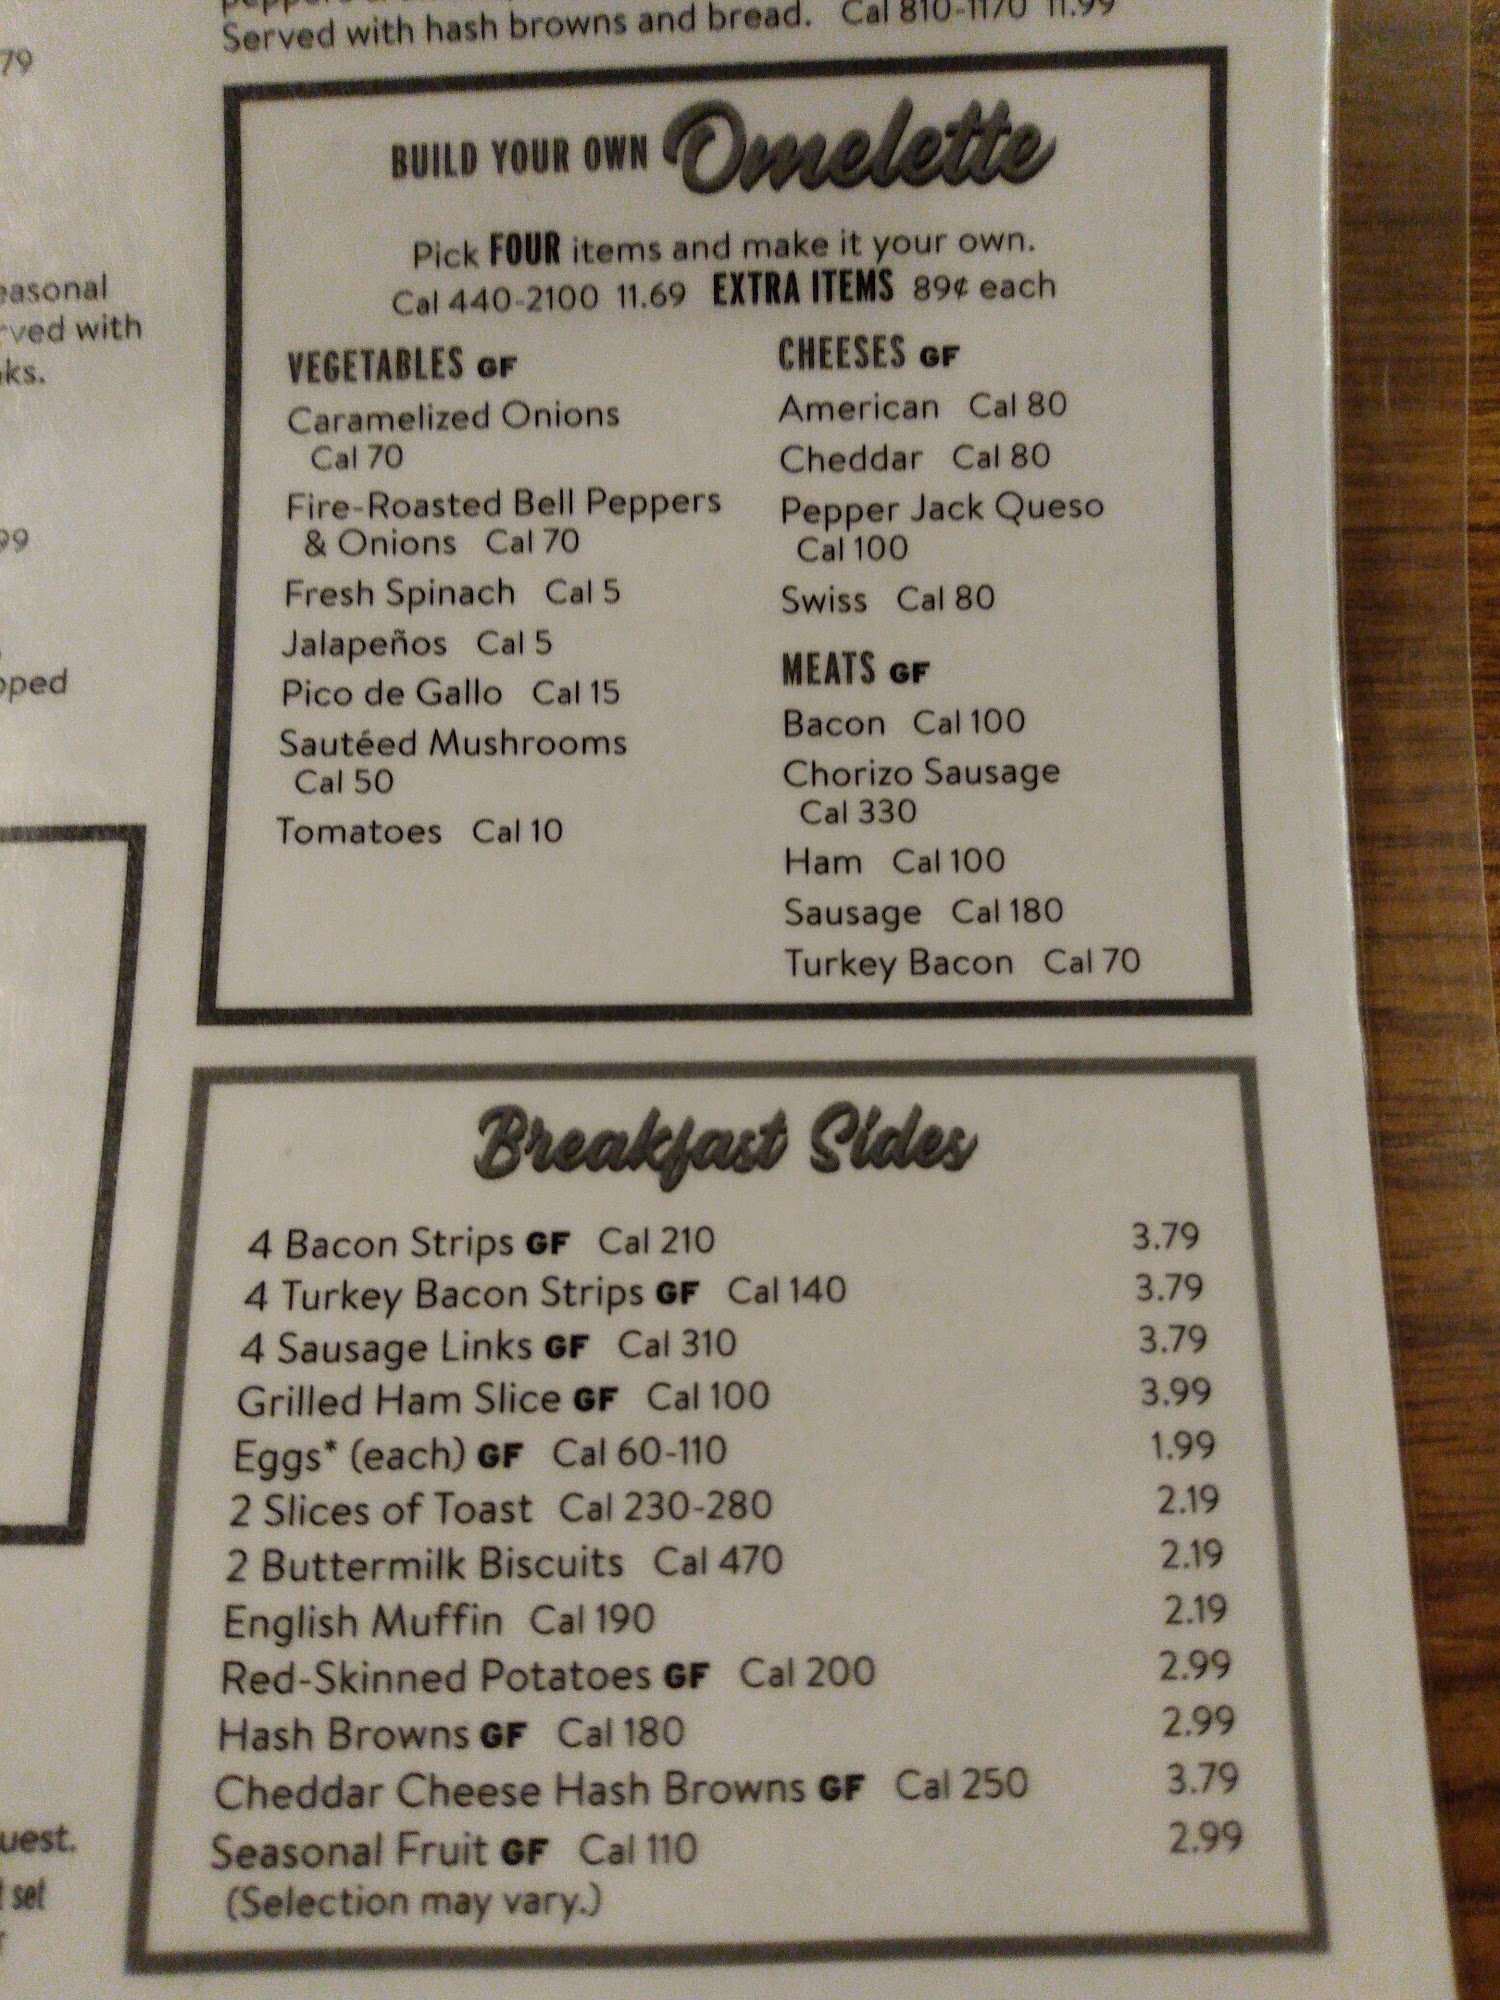 Served with hash browns and bread. Cal 810-1170 11.99
79
easonal
rved with
ks.
99
pped
uest.
set
BUILD YOUR OWN Omelette
Pick FOUR items and make it your own.
Cal 440-2100 11.69 EXTRA ITEMS 89¢ each
VEGETABLES GF
Caramelized Onions
Cal 70
Fire-Roasted Bell Peppers
& Onions Cal 70
Fresh Spinach Cal 5
Jalapeños Cal 5
Pico de Gallo Cal 15
Sautéed Mushrooms
Cal 50
Tomatoes Cal 10
CHEESES GF
American Cal 80
Cheddar Cal 80
Pepper Jack Queso
Cal 100
Swiss Cal 80
MEATS GF
Bacon Cal 100
Chorizo Sausage
Cal 330
Ham Cal 100
Sausage Cal 180
Turkey Bacon Cal 70
Breakfast Sides
4 Bacon Strips GF Cal 210 3.79
4 Turkey Bacon Strips GF Cal 140 3.79
4 Sausage Links GF Cal 310 3.79
Grilled Ham Slice GF Cal 100 3.99
Eggs* (each) GF Cal 60-110 1.99
2 Slices of Toast Cal 230-280 2.19
2 Buttermilk Biscuits Cal 470 2.19
English Muffin Cal 190 2.19
Red-Skinned Potatoes GF Cal 200 2.99
Hash Browns GF Cal 180 2.99
Cheddar Cheese Hash Browns GF Cal 250 3.79
Seasonal Fruit GF Cal 110 2.99
(Selection may vary.)